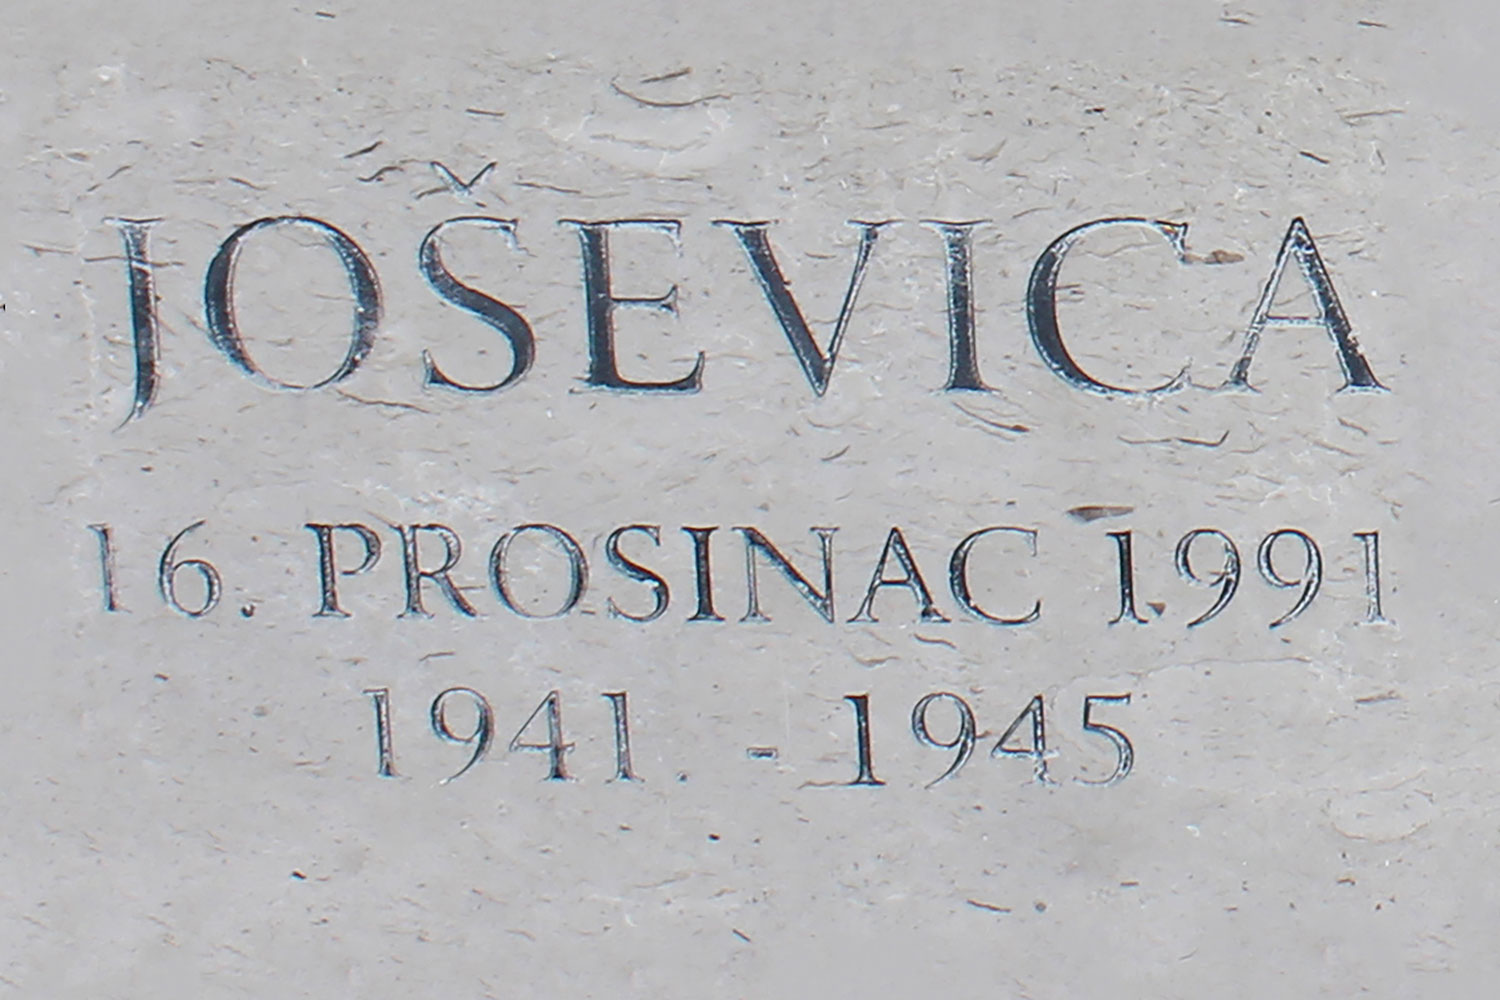 JOŠEVICA
16. PROSINAC 1991
1941. - 1945